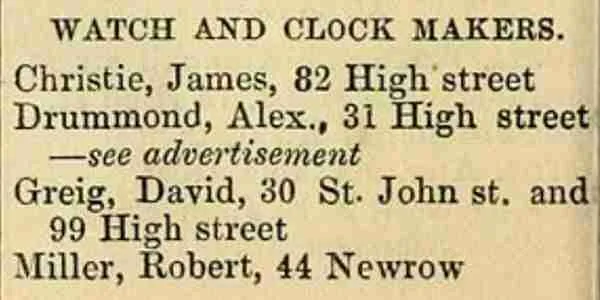 WATCH AND CLOCK MAKERS.
Christie, James, 82 High street
Drummond, Alex., 31 High street
—see advertisement
Greig, David, 30 St. John st. and
99 High street
Miller, Robert, 44 Newrow